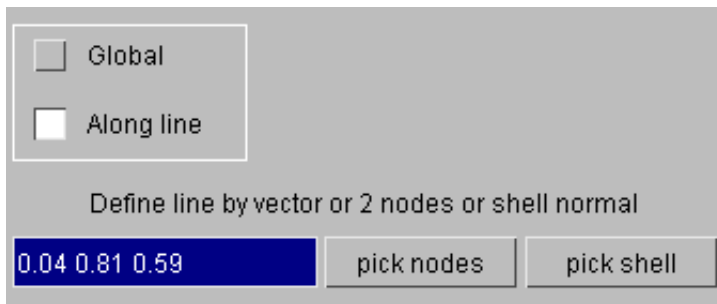 Global
Along line
Define line by vector or 2 nodes or shell normal
0.04 0.81 0.59 pick nodes pick shell